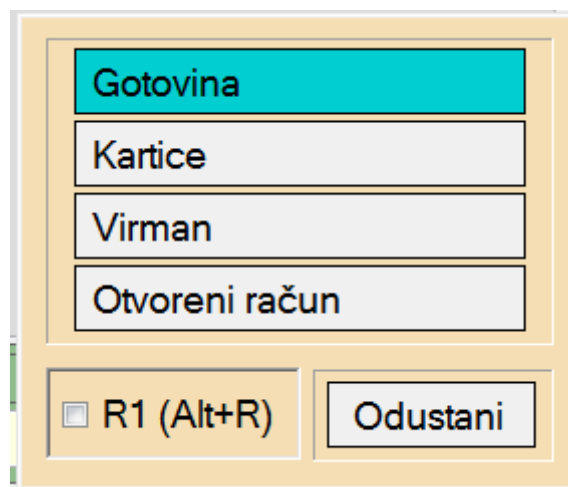 Gotovina
Kartice
Virman
Otvoreni račun
R1 (Alt+R)
Odustani